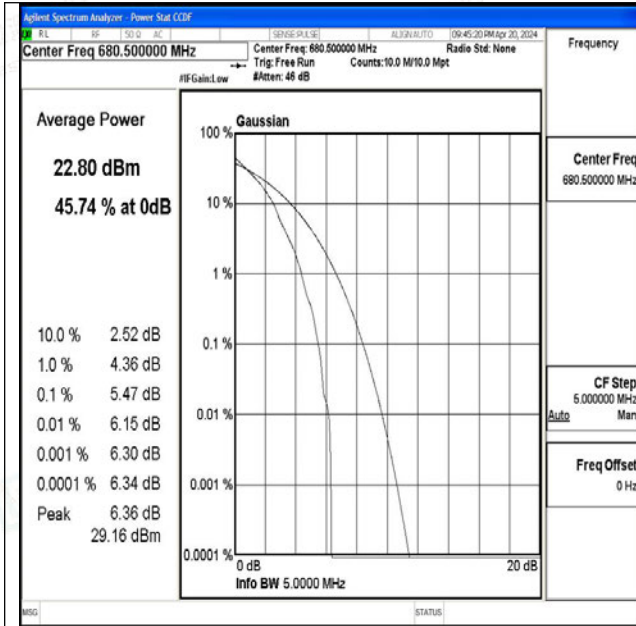 Agilent Spectrum Analyzer - Power Stat CCDF
RL RF 50 Ω AC SENSE:PULSE ALIGNAUTO 09:45:20 PM Apr 20, 2024
Center Freq 680.500000 MHz
Center Freq: 680.500000 MHz Radio Std: None
Trig: Free Run Counts:10.0 M/10.0 Mpt
#IFGain:Low #Atten: 46 dB
Average Power
22.80 dBm
45.74 % at 0dB
10.0 % 2.52 dB
1.0 % 4.36 dB
0.1 % 5.47 dB
0.01 % 6.15 dB
0.001 % 6.30 dB
0.0001 % 6.34 dB
Peak 6.36 dB
29.16 dBm
Gaussian
100 %
10 %
1 %
0.1 %
0.01 %
0.001 %
0.0001 %
0 dB 20 dB
Info BW 5.0000 MHz
Frequency
Center Freq
680.500000 MHz
CF Step
5.000000 MHz
Auto Man
Freq Offset
0 Hz
MSG STATUS